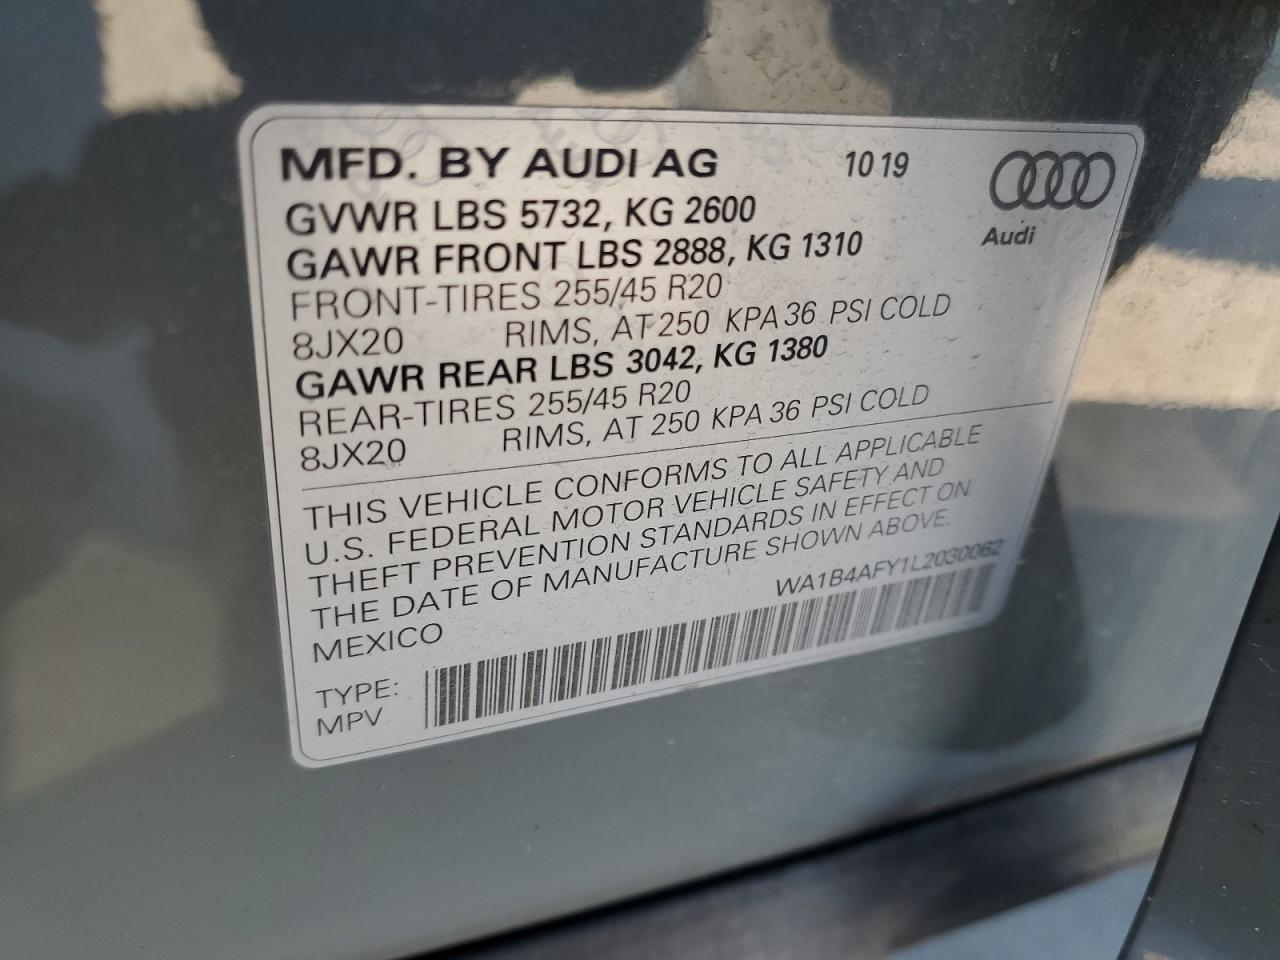 MFD. BY AUDI AG 10 19
Audi
GVWR LBS 5732, KG 2600
GAWR FRONT LBS 2888, KG 1310
FRONT-TIRES 255/45 R20
8JX20 RIMS, AT 250 KPA 36 PSI COLD
GAWR REAR LBS 3042, KG 1380
REAR-TIRES 255/45 R20
8JX20 RIMS, AT 250 KPA 36 PSI COLD
THIS VEHICLE CONFORMS TO ALL APPLICABLE
U.S. FEDERAL MOTOR VEHICLE SAFETY AND
THEFT PREVENTION STANDARDS IN EFFECT ON
THE DATE OF MANUFACTURE SHOWN ABOVE.
MEXICO WA1B4AFY1L2030062
TYPE:
MPV